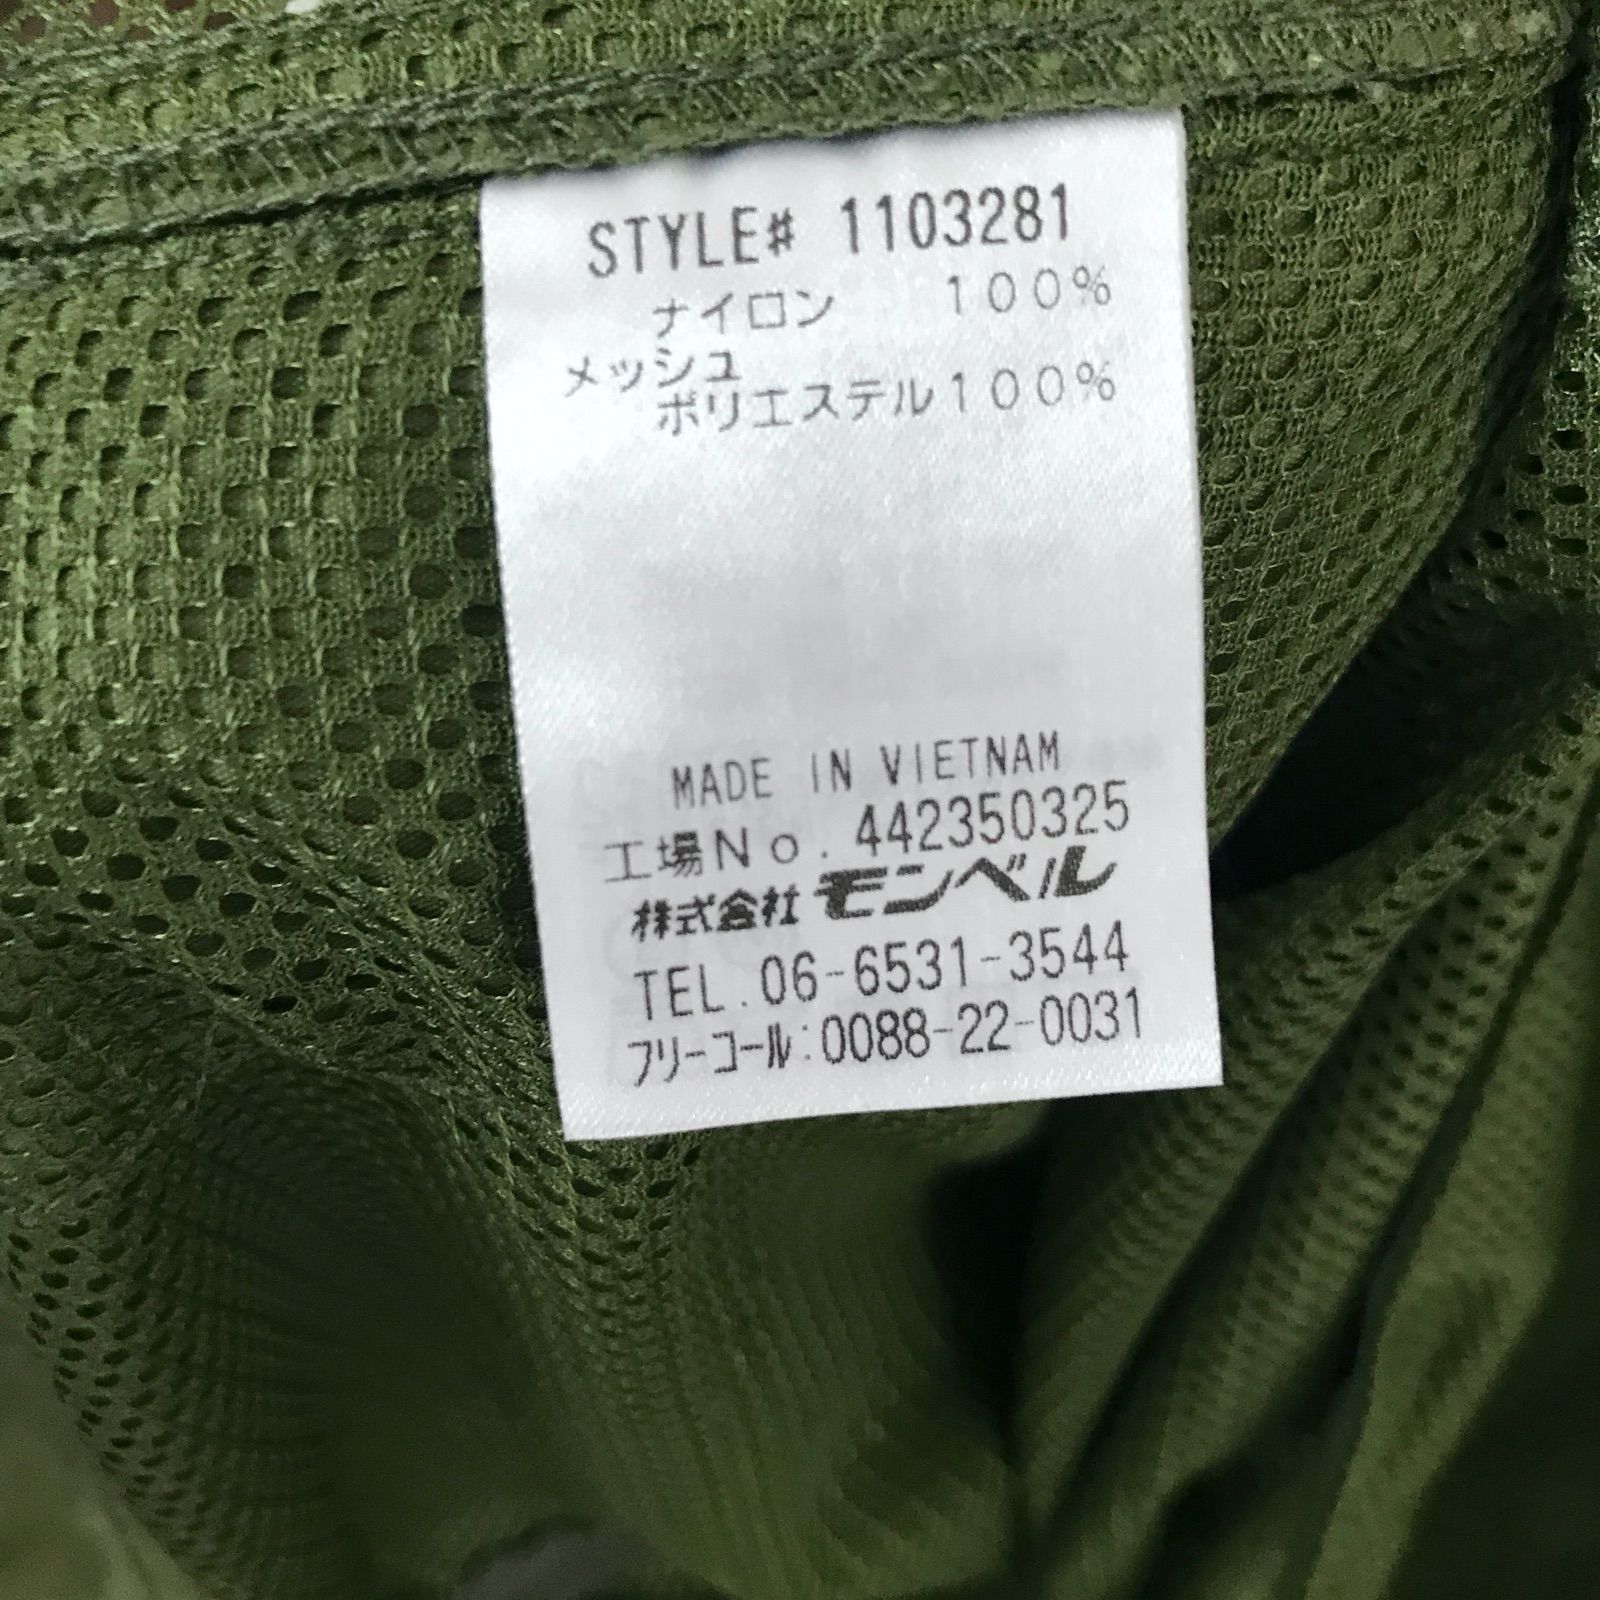 STYLE# 1103281
ナイロン 100%
メッシュ
ポリエステル100%
MADE IN VIETNAM
工場No. 442350325
株式会社 モンベル
TEL.06-6531-3544
フリーコール:0088-22-0031